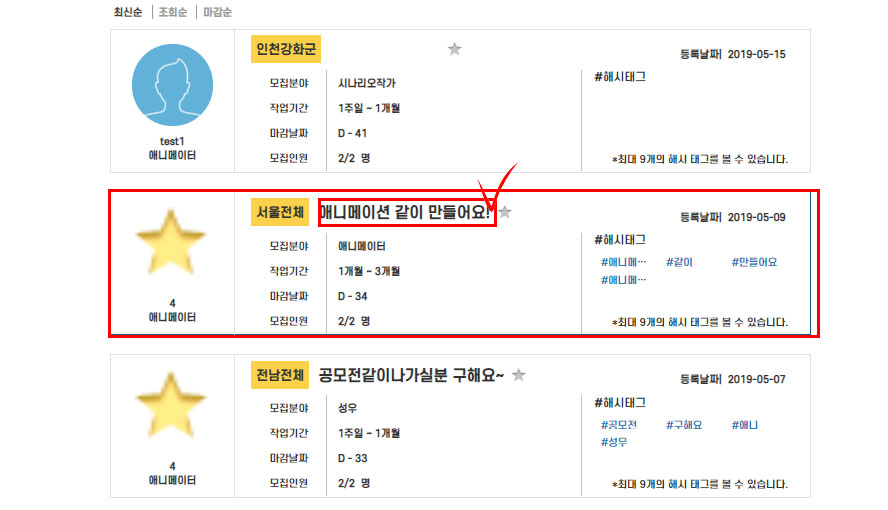 최신순 조회순 마감순
인천강화군
등록날짜| 2019-05-15
모집분야 시나리오작가
작업기간 1주일 ~ 1개월
마감날짜 D - 41
모집인원 2/2 명
#해시태그
*최대 9개의 해시 태그를 볼 수 있습니다.
test1
애니메이터
서울전체 애니메이션 같이 만들어요!
등록날짜| 2019-05-09
모집분야 애니메이터
작업기간 1개월 ~ 3개월
마감날짜 D - 34
모집인원 2/2 명
#해시태그
#애니메… #같이 #만들어요
#애니메…
*최대 9개의 해시 태그를 볼 수 있습니다.
4
애니메이터
전남전체 공모전같이나가실분 구해요~
등록날짜| 2019-05-07
모집분야 성우
작업기간 1주일 ~ 1개월
마감날짜 D - 33
모집인원 2/2 명
#해시태그
#공모전 #구해요 #애니
#성우
*최대 9개의 해시 태그를 볼 수 있습니다.
4
애니메이터